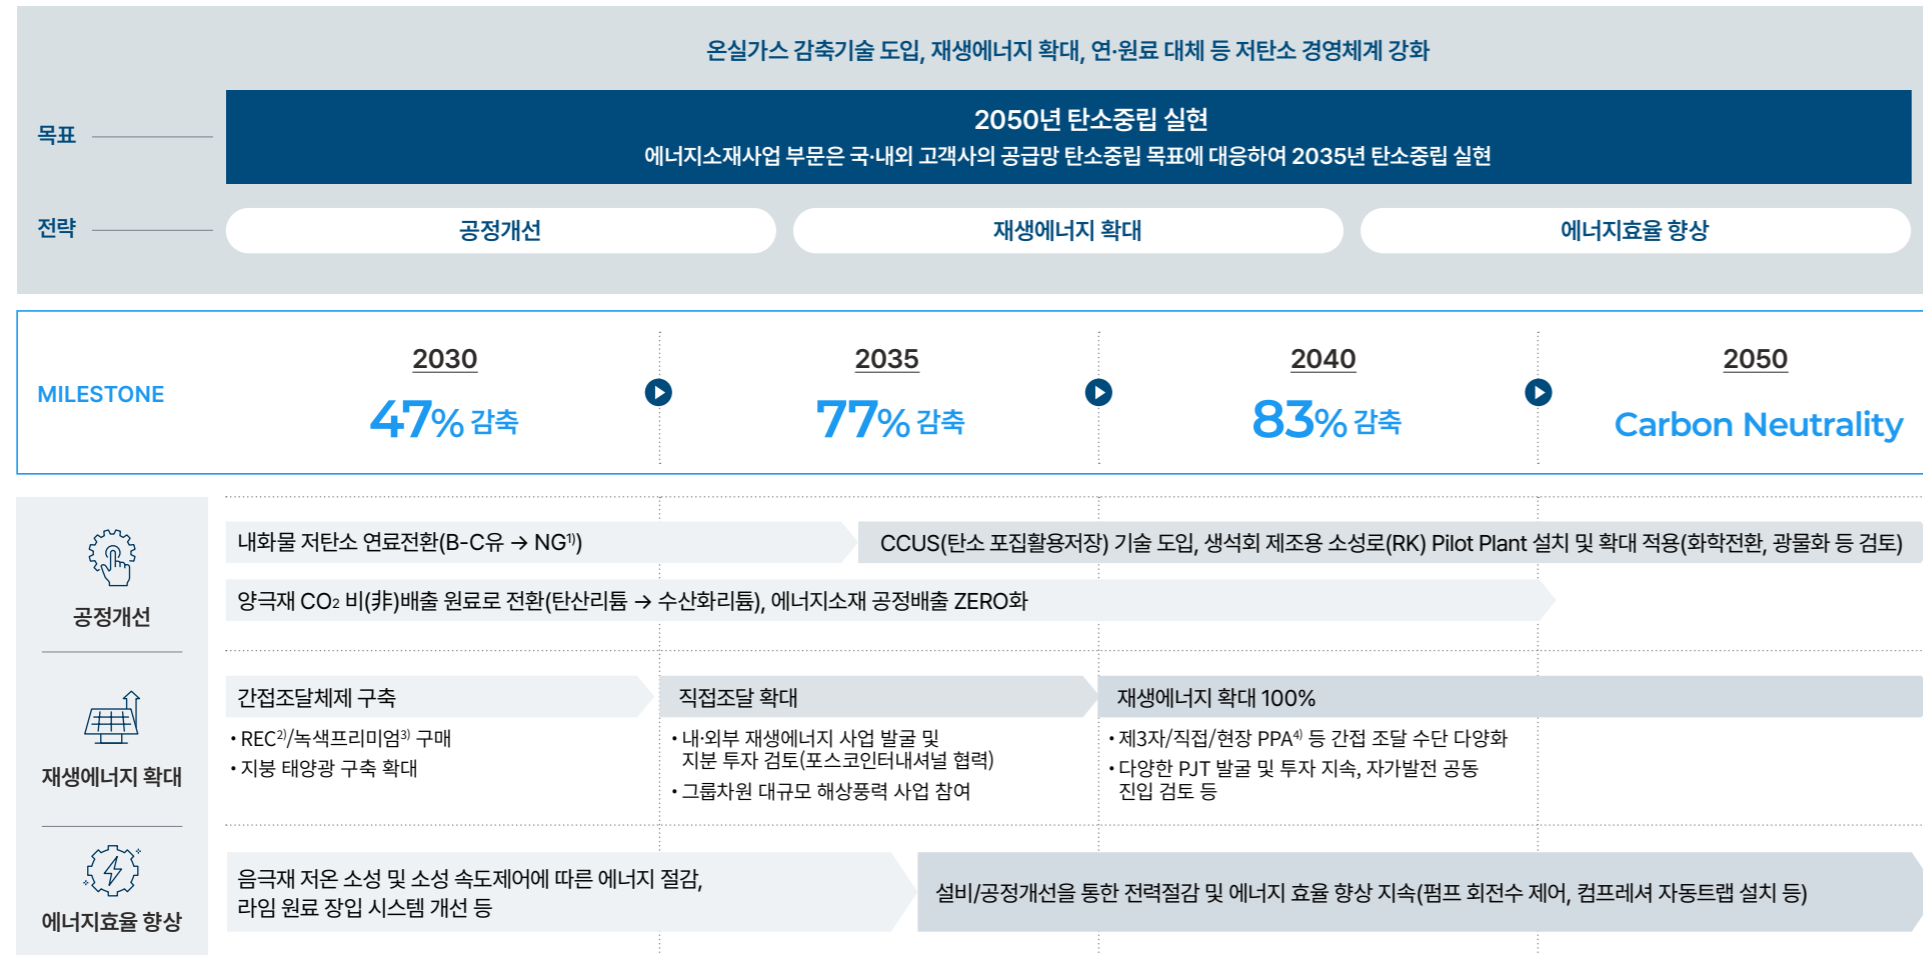 온실가스 감축기술 도입, 재생에너지 확대, 연·원료 대체 등 저탄소 경영체계 강화
목표
2050년 탄소중립 실현
에너지소재사업 부문은 국·내외 고객사의 공급망 탄소중립 목표에 대응하여 2035년 탄소중립 실현
전략
공정개선
재생에너지 확대
에너지효율 향상
MILESTONE
2030
47% 감축
2035
77% 감축
2040
83% 감축
2050
Carbon Neutrality
공정개선
내화물 저탄소 연료전환(B-C유 → NG¹⁾)
CCUS(탄소 포집활용저장) 기술 도입, 생석회 제조용 소성로(RK) Pilot Plant 설치 및 확대 적용(화학전환, 광물화 등 검토)
양극재 CO₂ 비(非)배출 원료로 전환(탄산리튬 → 수산화리튬), 에너지소재 공정배출 ZERO화
재생에너지 확대
간접조달체제 구축
• REC²⁾/녹색프리미엄³⁾ 구매
• 지붕 태양광 구축 확대
직접조달 확대
• 내·외부 재생에너지 사업 발굴 및
지분 투자 검토(포스코인터내셔널 협력)
• 그룹차원 대규모 해상풍력 사업 참여
재생에너지 확대 100%
• 제3자/직접/현장 PPA⁴⁾ 등 간접 조달 수단 다양화
• 다양한 PJT 발굴 및 투자 지속, 자가발전 공동
진입 검토 등
에너지효율 향상
음극재 저온 소성 및 소성 속도제어에 따른 에너지 절감,
라임 원료 장입 시스템 개선 등
설비/공정개선을 통한 전력절감 및 에너지 효율 향상 지속(펌프 회전수 제어, 컴프레셔 자동트랩 설치 등)